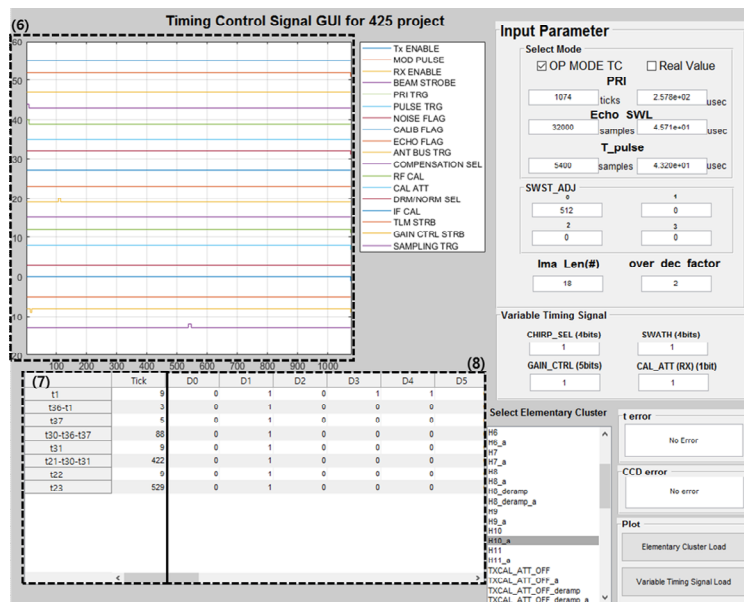 Timing Control Signal GUI for 425 project
(6)
60
50
40
30
20
10
0
10
20
100 200 300 400 500 600 700 800 900 1000
Tx ENABLE
MOD PULSE
RX ENABLE
BEAM STROBE
PRI TRG
PULSE TRG
NOISE FLAG
CALIB FLAG
ECHO FLAG
ANT BUS TRG
COMPENSATION SEL
RF CAL
CAL ATT
DRM/NORM SEL
IF CAL
TLM STRB
GAIN CTRL STRB
SAMPLING TRG
Input Parameter
Select Mode
OP MODE TC Real Value
PRI
1074 ticks 2.578e+02 usec
Echo SWL
32000 samples 4.571e+01 usec
T_pulse
5400 samples 4.320e+01 usec
SWST_ADJ
0 1
512 0
2 3
0 0
Ima Len(#) over dec factor
18 2
Variable Timing Signal
CHIRP_SEL (4bits) SWATH (4bits)
1 1
GAIN_CTRL (5bits) CAL_ATT (RX) (1bit)
1 1
(7) (8)
Tick D0 D1 D2 D3 D4 D5
t1 9 0 1 0 1 1
t36-t1 3 0 1 0 0 0
t37 5 0 1 0 0 0
t30-t36-t37 88 0 1 0 0 0
t31 9 0 1 0 0 0
t21-t30-t31 422 0 1 0 0 0
t22 9 0 1 0 0 0
t23 529 0 1 0 0 0
Select Elementary Cluster
H6
H6_a
H7
H7_a
H8
H8_a
H8_deramp
H8_deramp_a
H9
H9_a
H10
H10_a
H11
H11_a
TXCAL_ATT_OFF
TXCAL_ATT_OFF_a
TXCAL_ATT_OFF_deramp
TXCAL_ATT_OFF_deramp_a
t error
No Error
CCD error
No error
Plot
Elementary Cluster Load
Variable Timing Signal Load